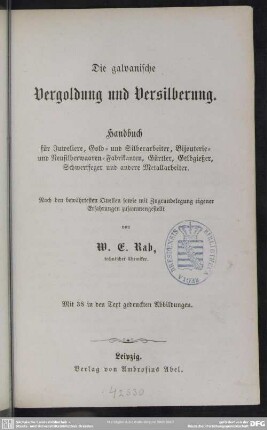 Die galvanische
Vergoldung und Versilberung.
Handbuch
für Juweliere, Gold- und Silberarbeiter, Bijouterie-
und Neusilberwaaren-Fabrikanten, Gürtler, Gelbgießer,
Schwertfeger und andere Metallarbeiter.
Nach den bewährtesten Quellen sowie mit Zugrundelegung eigener
Erfahrungen zusammengestellt
von
W. E. Rab,
technischer Chemiker.
Mit 38 in den Text gedruckten Abbildungen.
Leipzig.
Verlag von Ambrosius Abel.